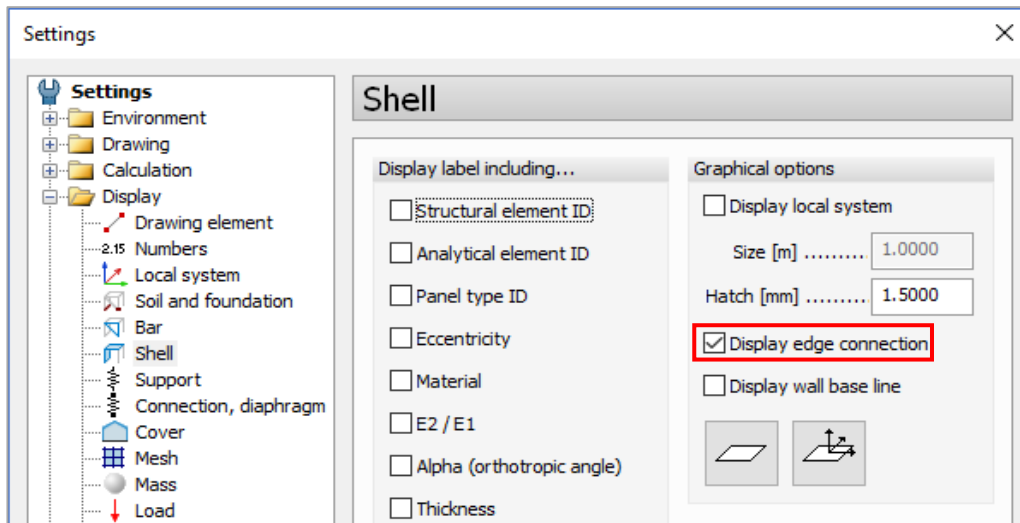 Settings
Settings
Environment
Drawing
Calculation
Display
Drawing element
2.15 Numbers
Local system
Soil and foundation
Bar
Shell
Support
Connection, diaphragm
Cover
Mesh
Mass
Load
Shell
Display label including...
Structural element ID
Analytical element ID
Panel type ID
Eccentricity
Material
E2 / E1
Alpha (orthotropic angle)
Thickness
Graphical options
Display local system
Size [m] ......... 1.0000
Hatch [mm] ......... 1.5000
Display edge connection
Display wall base line